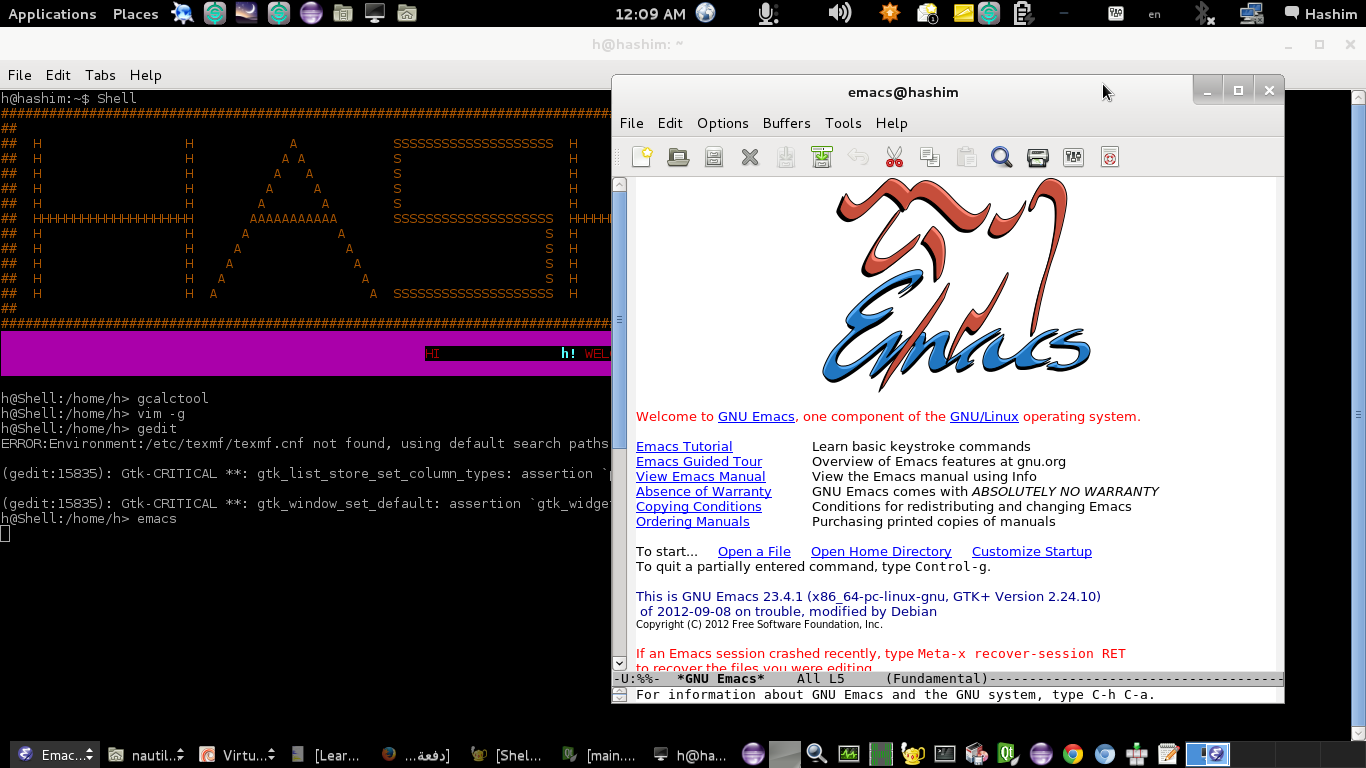 Applications Places 12:09 AM en Hashim
h@hashim: ~
File Edit Tabs Help
h@hashim:~$ Shell
##
## H H A SSSSSSSSSSSSSSSSSSSS H
## H H A A S H
## H H A A S H
## H H A A S H
## H H A A S H
## HHHHHHHHHHHHHHHHHHHH AAAAAAAAAAA SSSSSSSSSSSSSSSSSSSS HHHHH
## H H A A S H
## H H A A S H
## H H A A S H
## H H A A S H
## H H A A SSSSSSSSSSSSSSSSSSSS H
##
HI h! WEL
h@Shell:/home/h> gcalctool
h@Shell:/home/h> vim -g
h@Shell:/home/h> gedit
ERROR:Environment:/etc/texmf/texmf.cnf not found, using default search paths
(gedit:15835): Gtk-CRITICAL **: gtk_list_store_set_column_types: assertion `
(gedit:15835): Gtk-CRITICAL **: gtk_window_set_default: assertion `gtk_widge
h@Shell:/home/h> emacs
emacs@hashim
File Edit Options Buffers Tools Help
Emacs
Welcome to GNU Emacs, one component of the GNU/Linux operating system.
Emacs Tutorial Learn basic keystroke commands
Emacs Guided Tour Overview of Emacs features at gnu.org
View Emacs Manual View the Emacs manual using Info
Absence of Warranty GNU Emacs comes with ABSOLUTELY NO WARRANTY
Copying Conditions Conditions for redistributing and changing Emacs
Ordering Manuals Purchasing printed copies of manuals
To start... Open a File Open Home Directory Customize Startup
To quit a partially entered command, type Control-g.
This is GNU Emacs 23.4.1 (x86_64-pc-linux-gnu, GTK+ Version 2.24.10)
of 2012-09-08 on trouble, modified by Debian
Copyright (C) 2012 Free Software Foundation, Inc.
If an Emacs session crashed recently, type Meta-x recover-session RET
to recover the files you were editing.
-U:%%- *GNU Emacs* All L5 (Fundamental)------------------------------------
For information about GNU Emacs and the GNU system, type C-h C-a.
Emac... nautil... Virtu... [Lear... [دفعة... [Shel... [main.... h@ha...